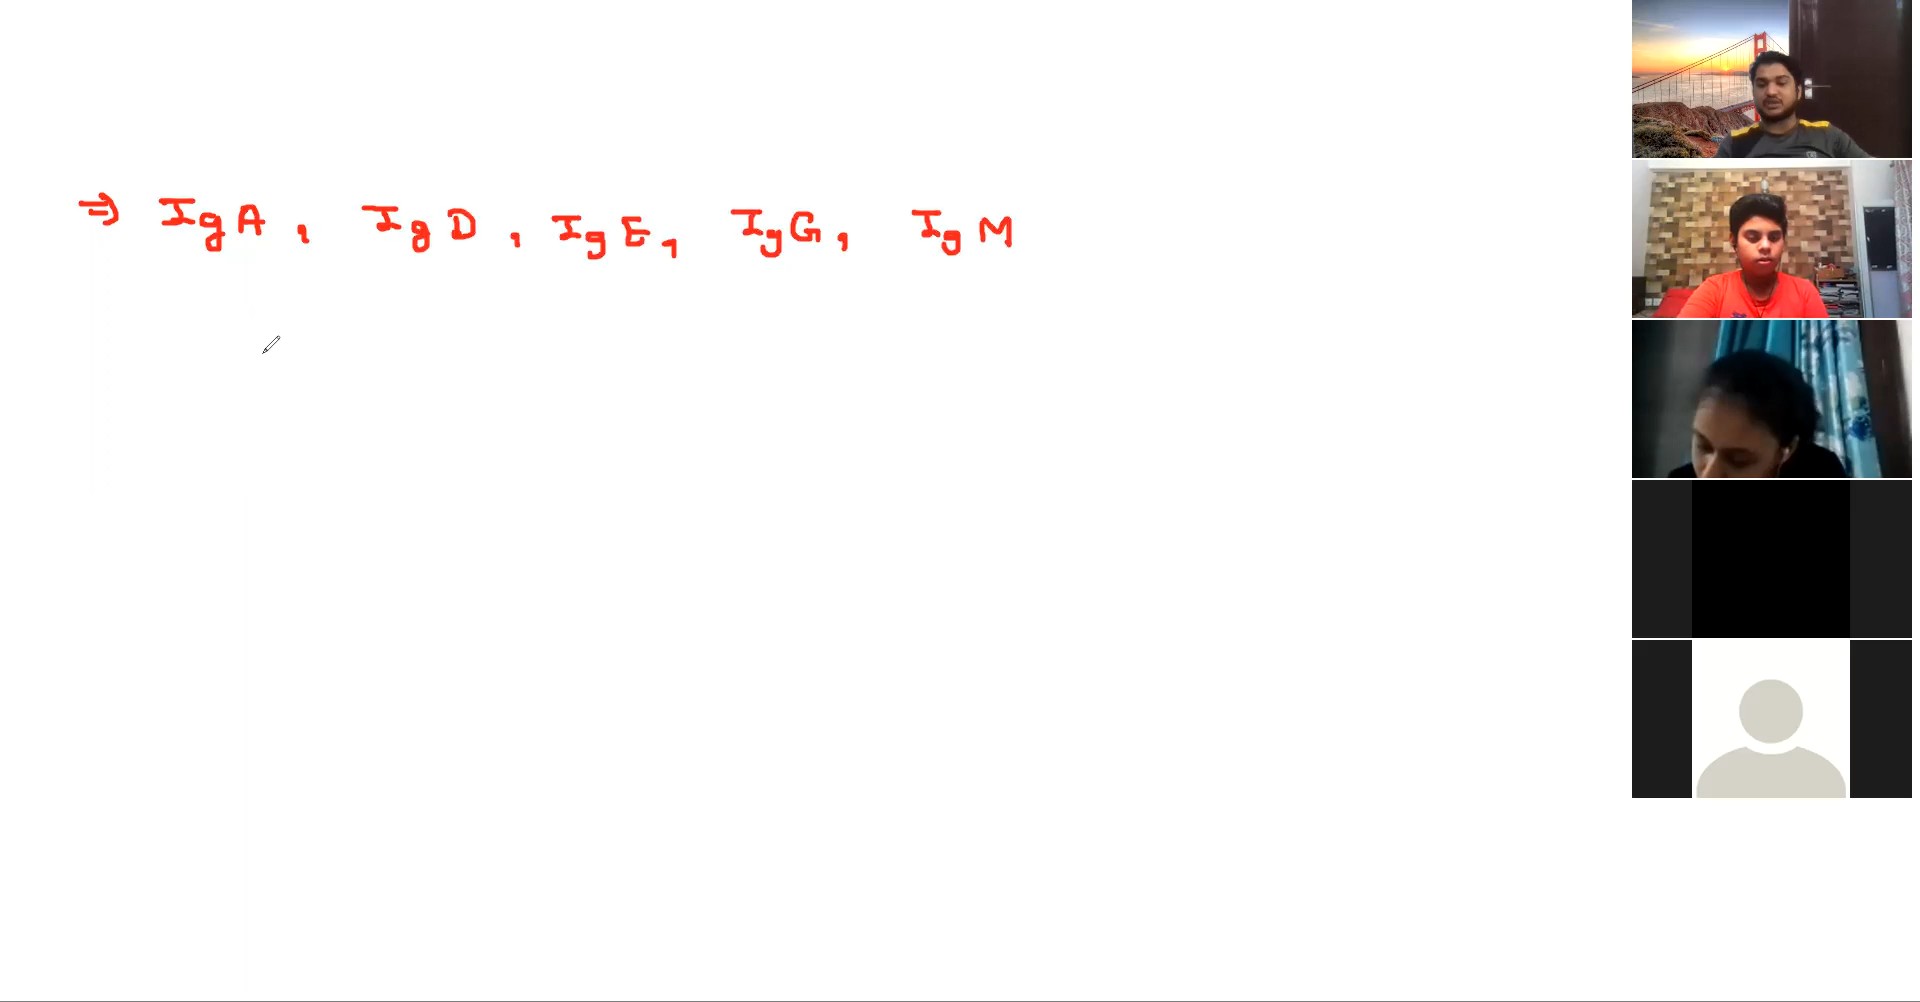 ⇒ IgA, IgD, IgE, IgG, IgM